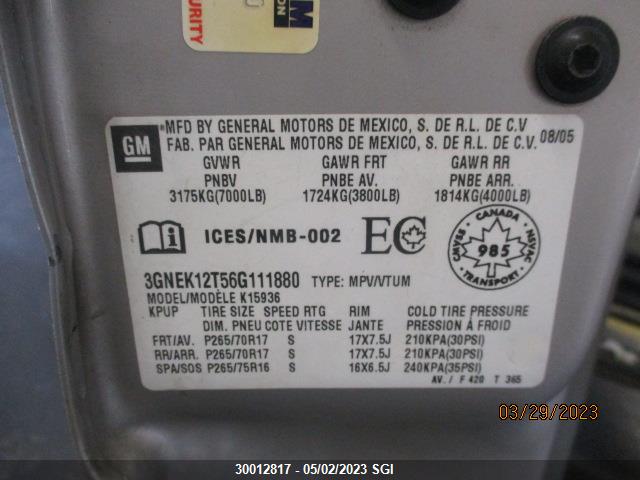 M
ION
URITY
GM
*MFD BY GENERAL MOTORS DE MEXICO, S. DE R.L. DE C.V
FAB. PAR GENERAL MOTORS DE MEXICO, S. DE R.L. DE C.V. 08/05
GVWR GAWR FRT GAWR RR
PNBV PNBE AV. PNBE ARR.
3175KG(7000LB) 1724KG(3800LB) 1814KG(4000LB)
ICES/NMB-002 EC CANADA CMVSS NSVAC 985 TRANSPORT
3GNEK12T56G111880 TYPE: MPV/VTUM
MODEL/MODÈLE K15936
KPUP TIRE SIZE SPEED RTG RIM COLD TIRE PRESSURE
DIM. PNEU COTE VITESSE JANTE PRESSION À FROID
FRT/AV. P265/70R17 S 17X7.5J 210KPA(30PSI)
RR/ARR. P265/70R17 S 17X7.5J 210KPA(30PSI)
SPA/SOS P265/75R16 S 16X6.5J 240KPA(35PSI)
AV./ F 420 T 365
03/29/2023
30012817 - 05/02/2023 SGI